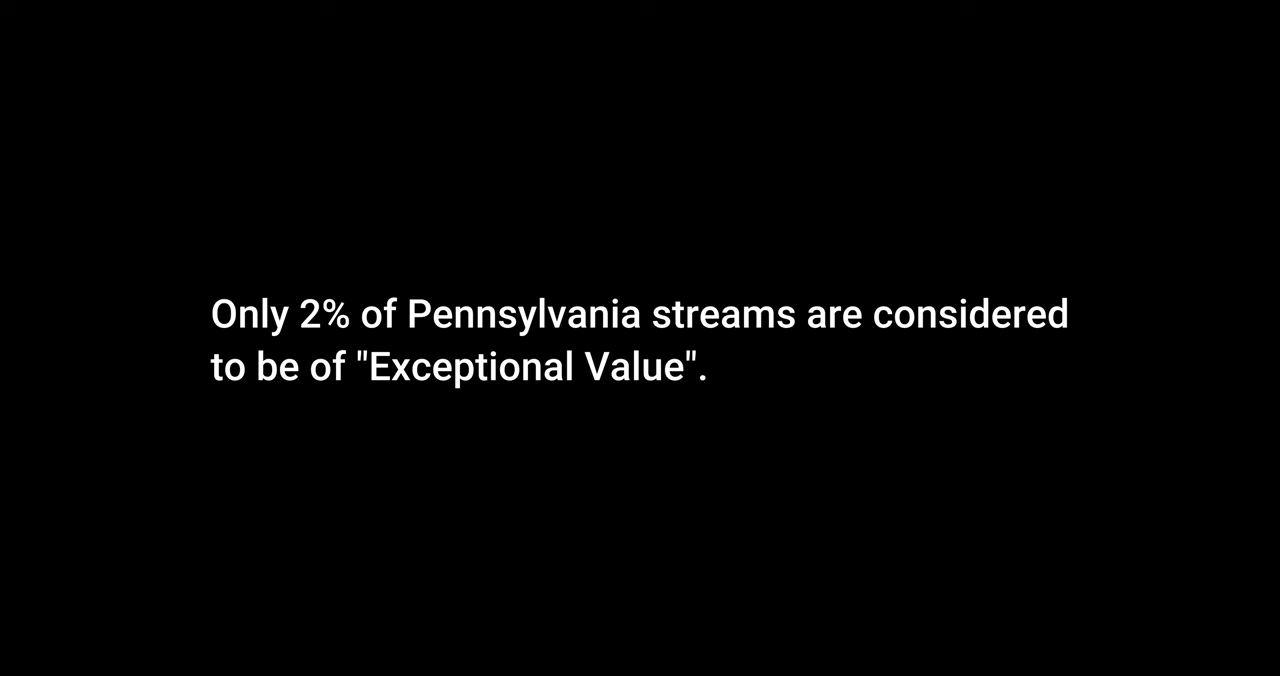 Only 2% of Pennsylvania streams are considered
to be of "Exceptional Value".